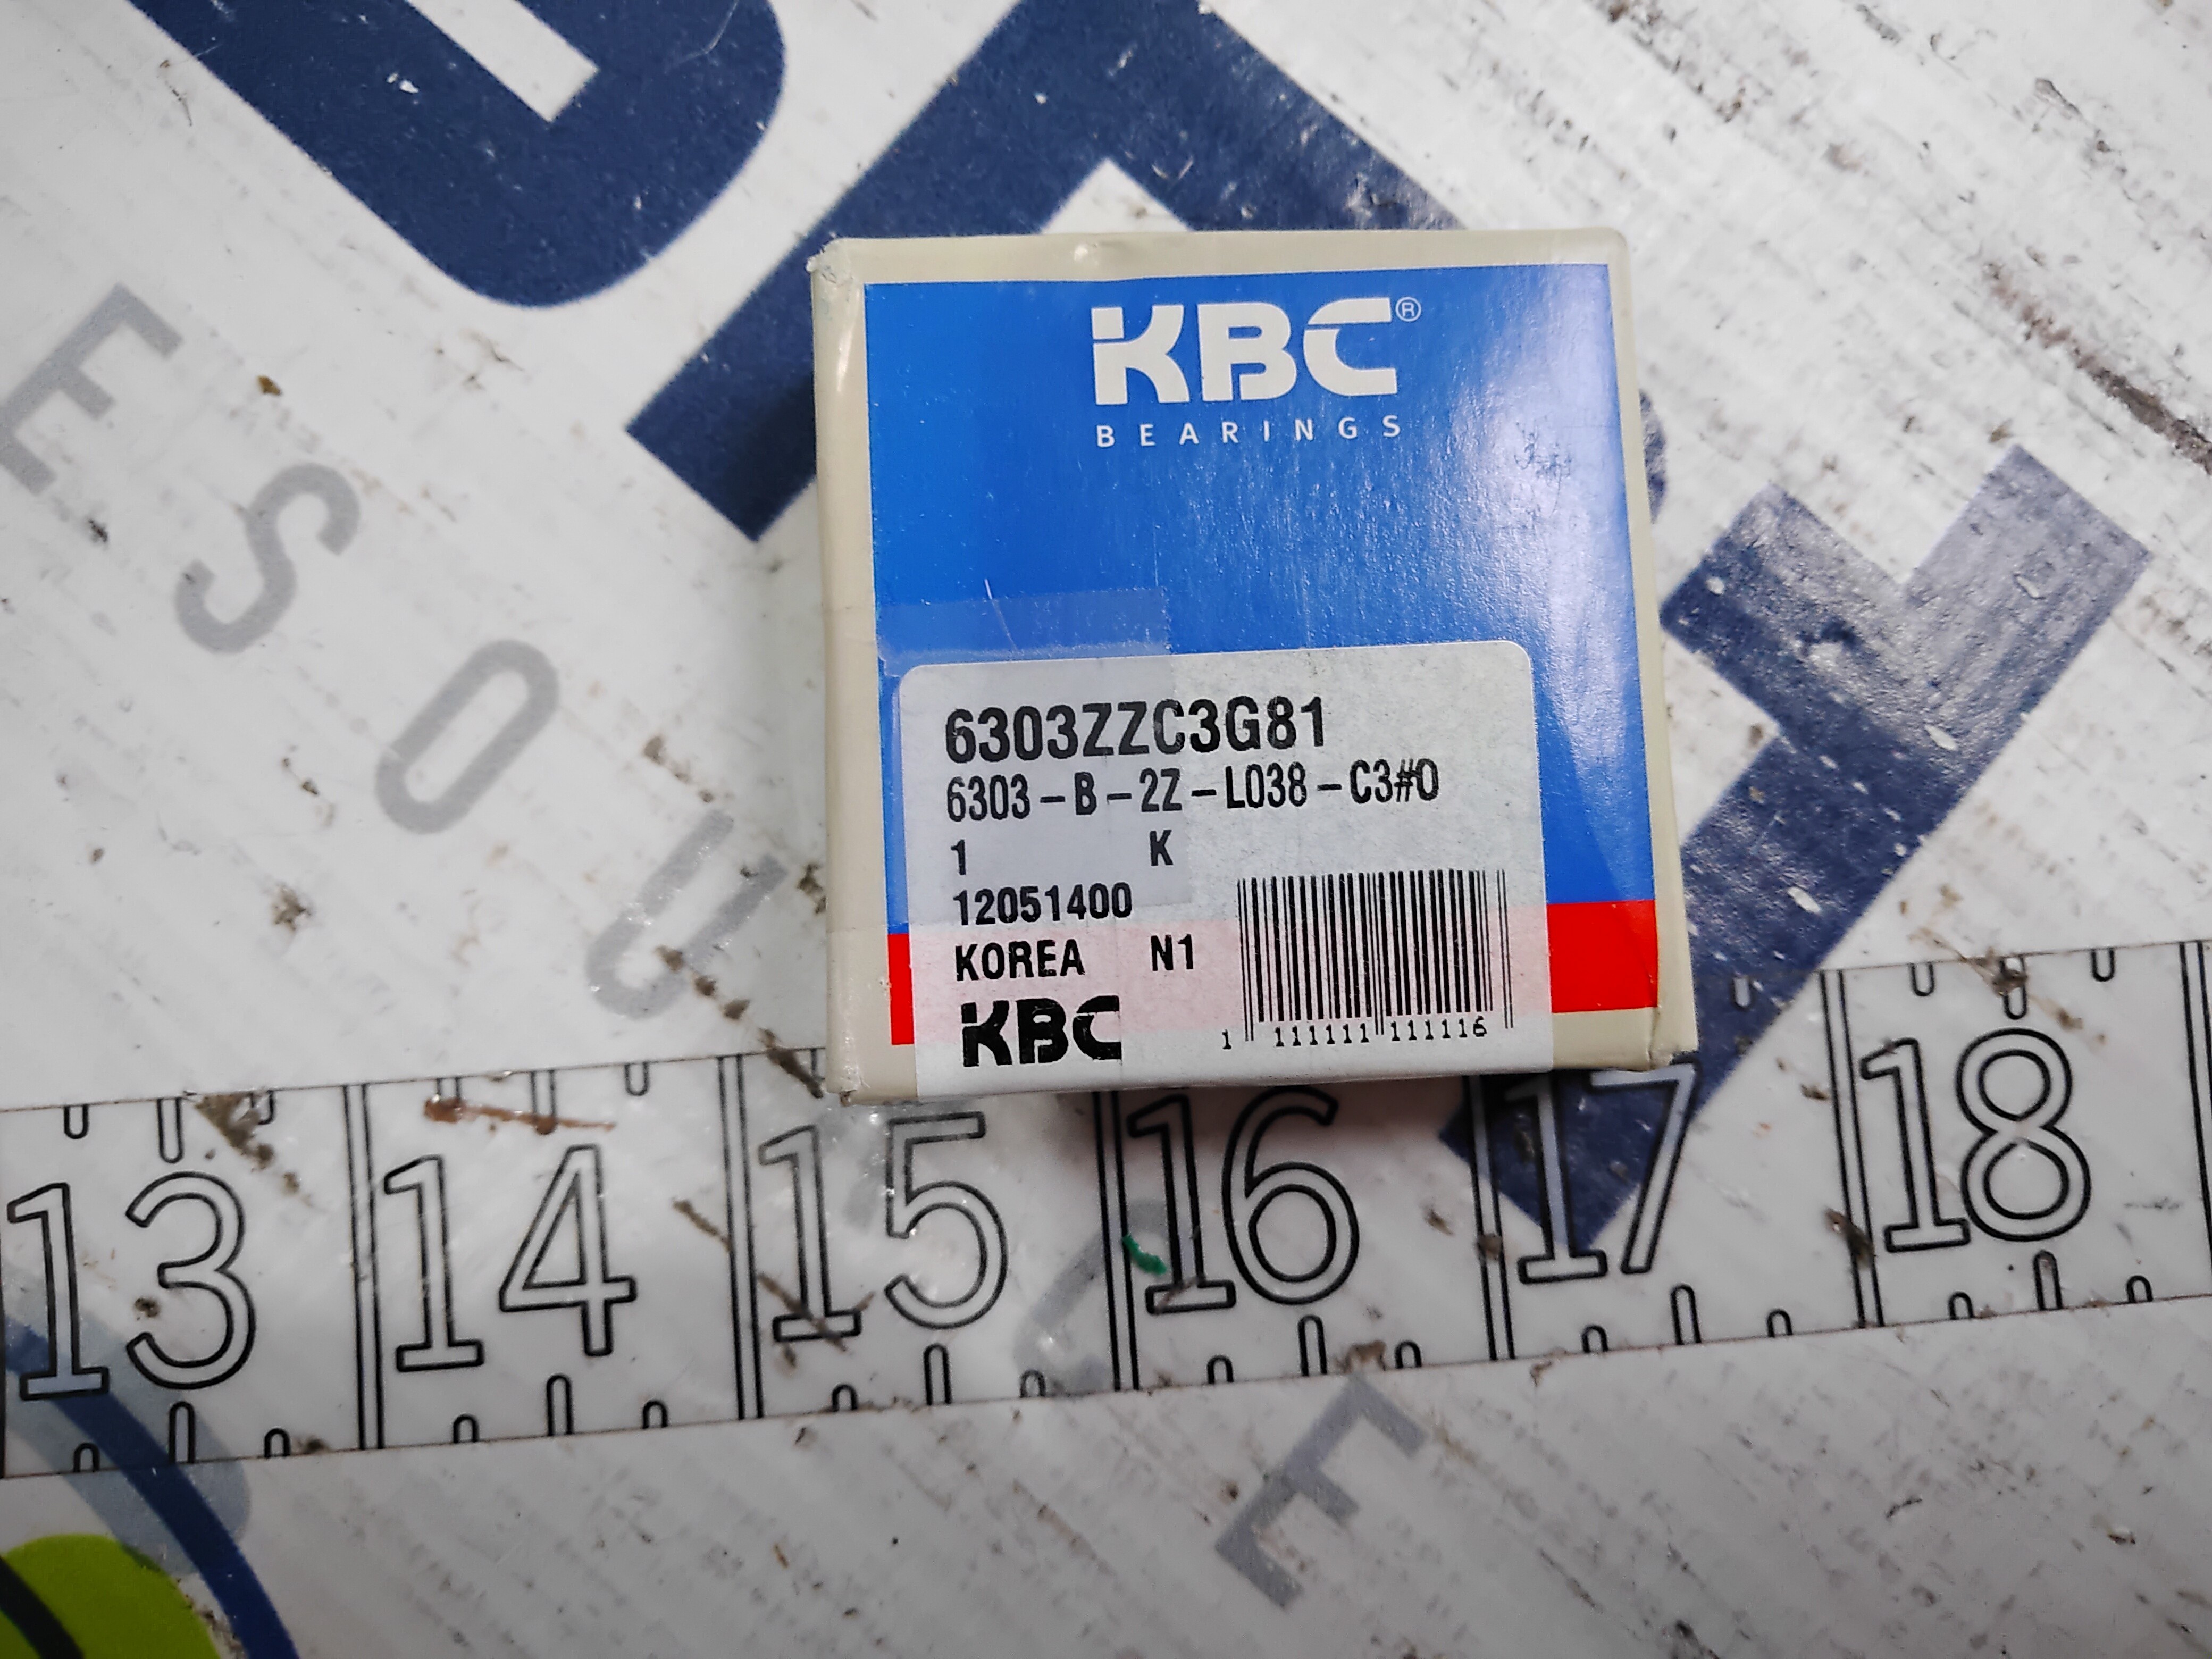 KBC®
BEARINGS
6303ZZC3G81
6303-B-2Z-L038-C3#0
1 K
12051400
KOREA N1
KBC
1 111111 111116
13 14 15 16 17 18
E
S
O
U
C
E